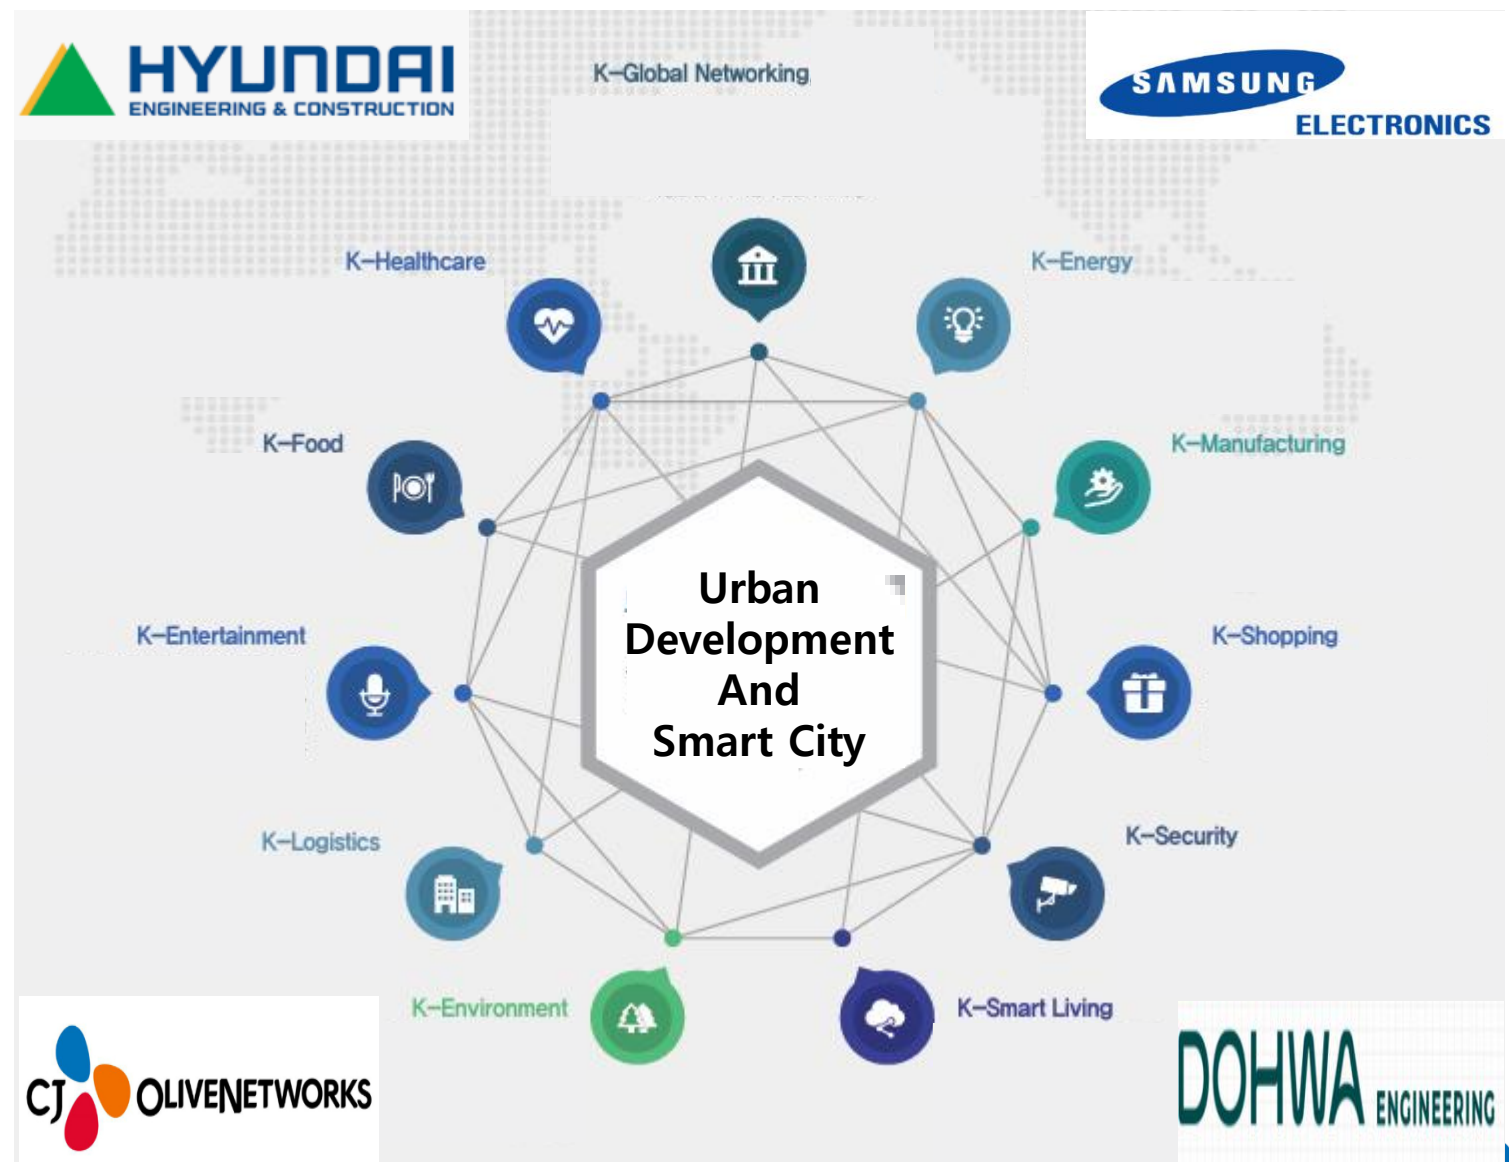 HYUNDAI
ENGINEERING & CONSTRUCTION
K-Global Networking
SAMSUNG
ELECTRONICS
K-Healthcare
K-Energy
K-Food
K-Manufacturing
K-Entertainment
Urban
Development
And
Smart City
K-Shopping
K-Logistics
K-Security
K-Environment
K-Smart Living
CJ OLIVENETWORKS
DOHWA ENGINEERING